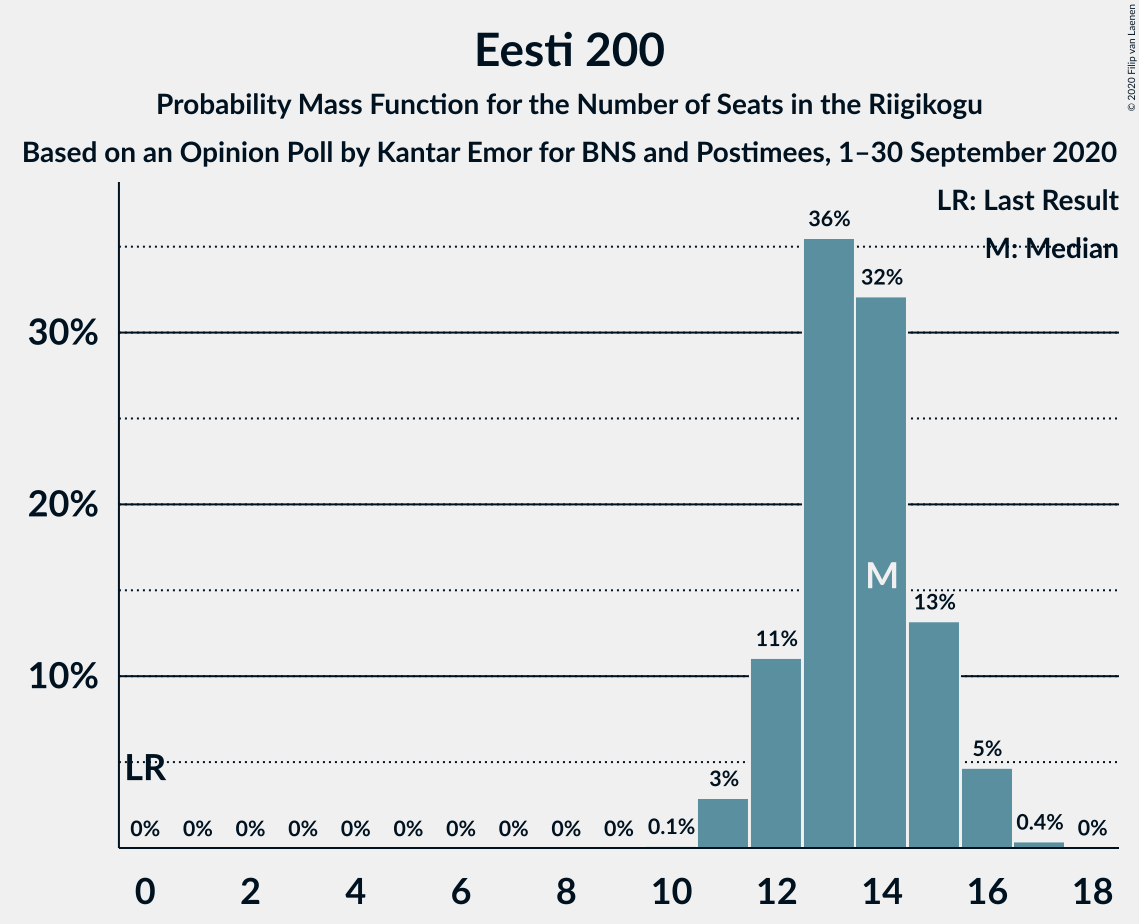 Eesti 200
Probability Mass Function for the Number of Seats in the Riigikogu
Based on an Opinion Poll by Kantar Emor for BNS and Postimees, 1–30 September 2020
© 2020 Filip van Laenen
LR: Last Result
M: Median
30%
20%
10%
LR
M
0% 0% 0% 0% 0% 0% 0% 0% 0% 0% 0.1% 3% 11% 36% 32% 13% 5% 0.4% 0%
0 2 4 6 8 10 12 14 16 18